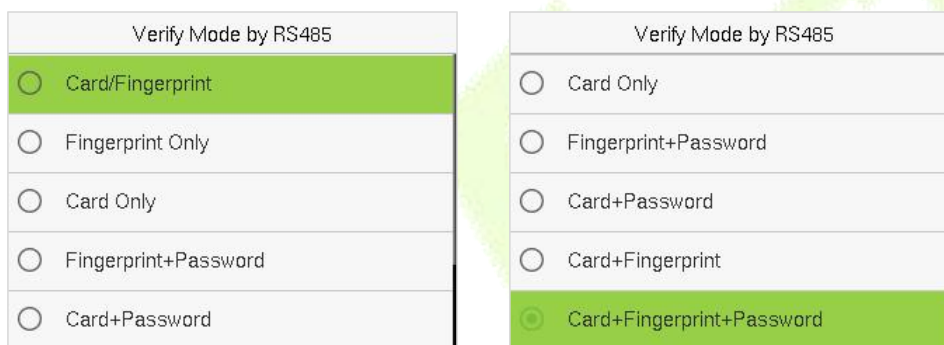 Verify Mode by RS485
Card/Fingerprint
Fingerprint Only
Card Only
Fingerprint+Password
Card+Password
Verify Mode by RS485
Card Only
Fingerprint+Password
Card+Password
Card+Fingerprint
Card+Fingerprint+Password